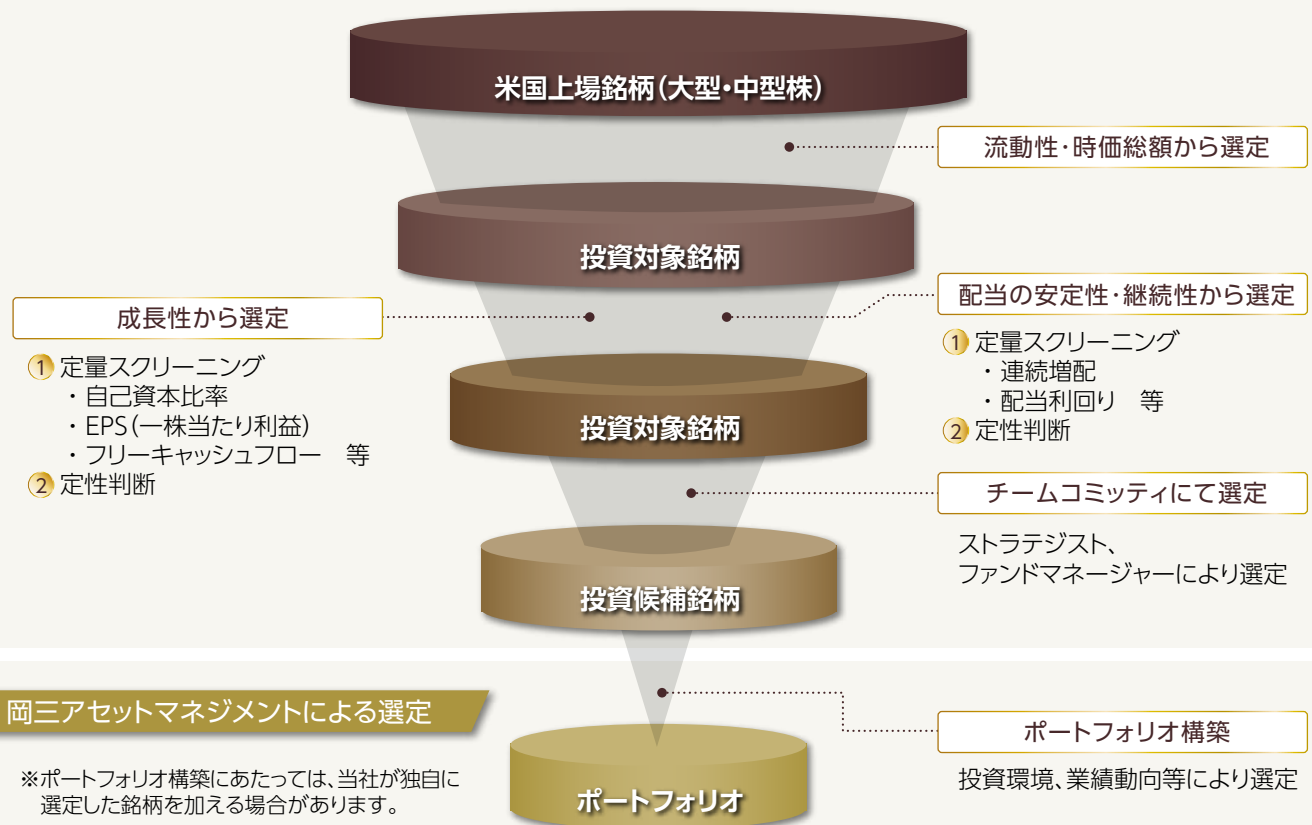 米国上場銘柄(大型・中型株)
流動性・時価総額から選定
投資対象銘柄
成長性から選定
① 定量スクリーニング
・ 自己資本比率
・ EPS(一株当たり利益)
・ フリーキャッシュフロー　等
② 定性判断
配当の安定性・継続性から選定
① 定量スクリーニング
・ 連続増配
・ 配当利回り　等
② 定性判断
投資対象銘柄
チームコミッティにて選定
ストラテジスト、
ファンドマネージャーにより選定
投資候補銘柄
岡三アセットマネジメントによる選定
※ポートフォリオ構築にあたっては、当社が独自に
選定した銘柄を加える場合があります。
ポートフォリオ構築
投資環境、業績動向等により選定
ポートフォリオ